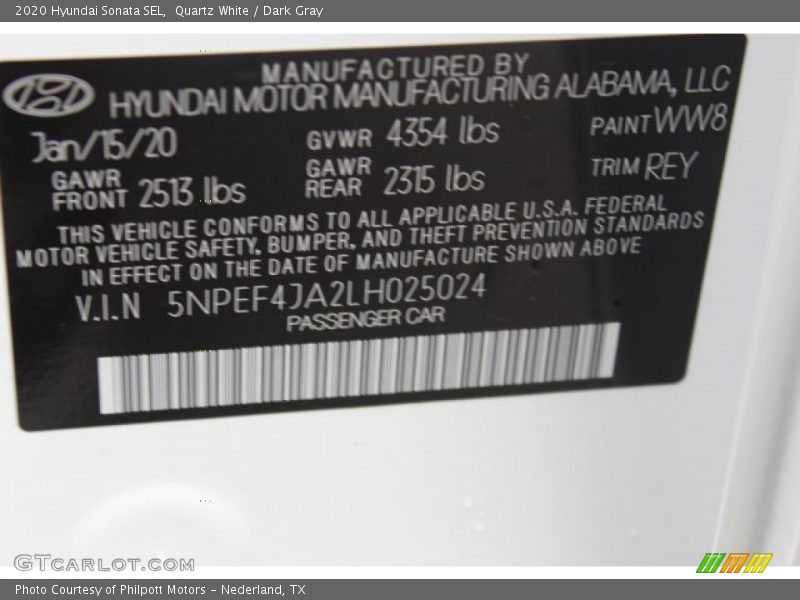 2020 Hyundai Sonata SEL, Quartz White / Dark Gray
MANUFACTURED BY
HYUNDAI MOTOR MANUFACTURING ALABAMA, LLC
Jan/15/20 GVWR 4354 lbs PAINT WW8
GAWR FRONT 2513 lbs GAWR REAR 2315 lbs TRIM REY
THIS VEHICLE CONFORMS TO ALL APPLICABLE U.S.A. FEDERAL
MOTOR VEHICLE SAFETY, BUMPER, AND THEFT PREVENTION STANDARDS
IN EFFECT ON THE DATE OF MANUFACTURE SHOWN ABOVE
V.I.N 5NPEF4JA2LH025024
PASSENGER CAR
GTCARLOT.COM
Photo Courtesy of Philpott Motors - Nederland, TX